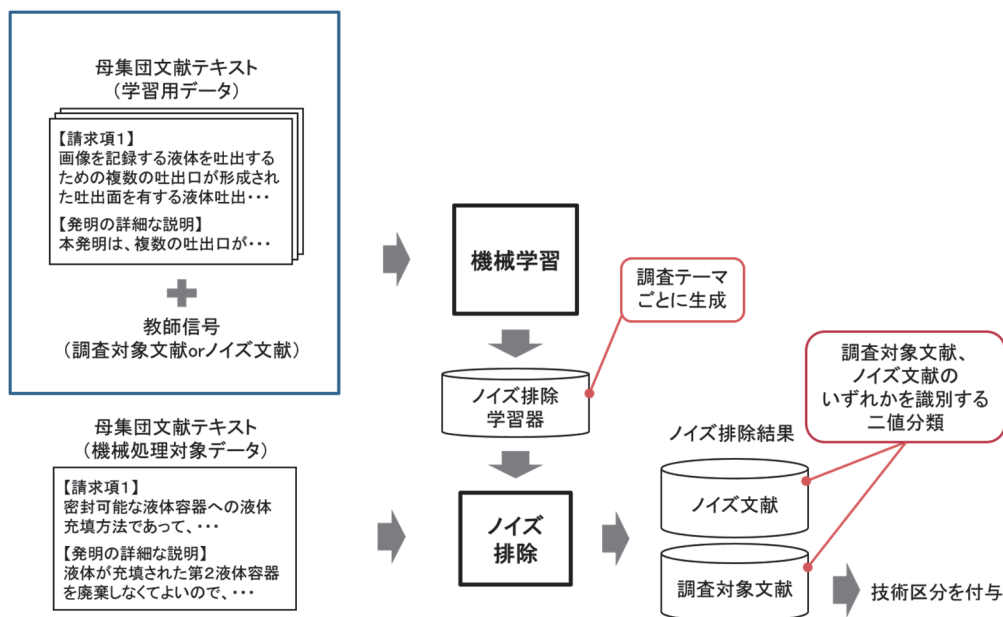 母集団文献テキスト
(学習用データ)
【請求項1】
画像を記録する液体を吐出する
ための複数の吐出口が形成され
た吐出面を有する液体吐出・・・
【発明の詳細な説明】
本発明は、複数の吐出口が・・・
教師信号
(調査対象文献orノイズ文献)
機械学習
調査テーマ
ごとに生成
ノイズ排除
学習器
調査対象文献、
ノイズ文献の
いずれかを識別する
二値分類
母集団文献テキスト
(機械処理対象データ)
【請求項1】
密封可能な液体容器への液体
充填方法であって、・・・
【発明の詳細な説明】
液体が充填された第2液体容器
を廃棄しなくてよいので、・・・
ノイズ
排除
ノイズ排除結果
ノイズ文献
調査対象文献
技術区分を付与